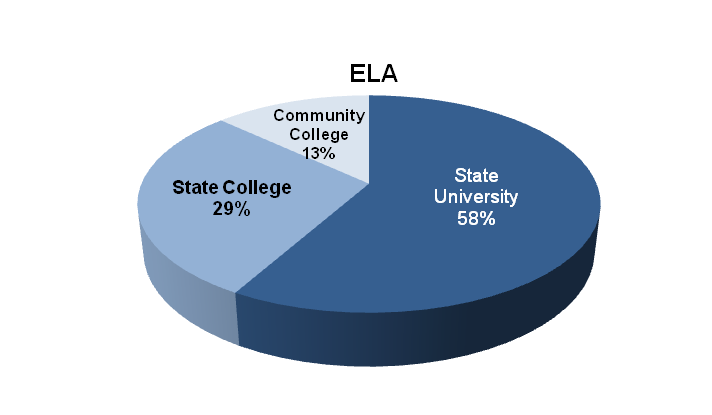 ELA
Community
College
13%
State College
29%
State
University
58%